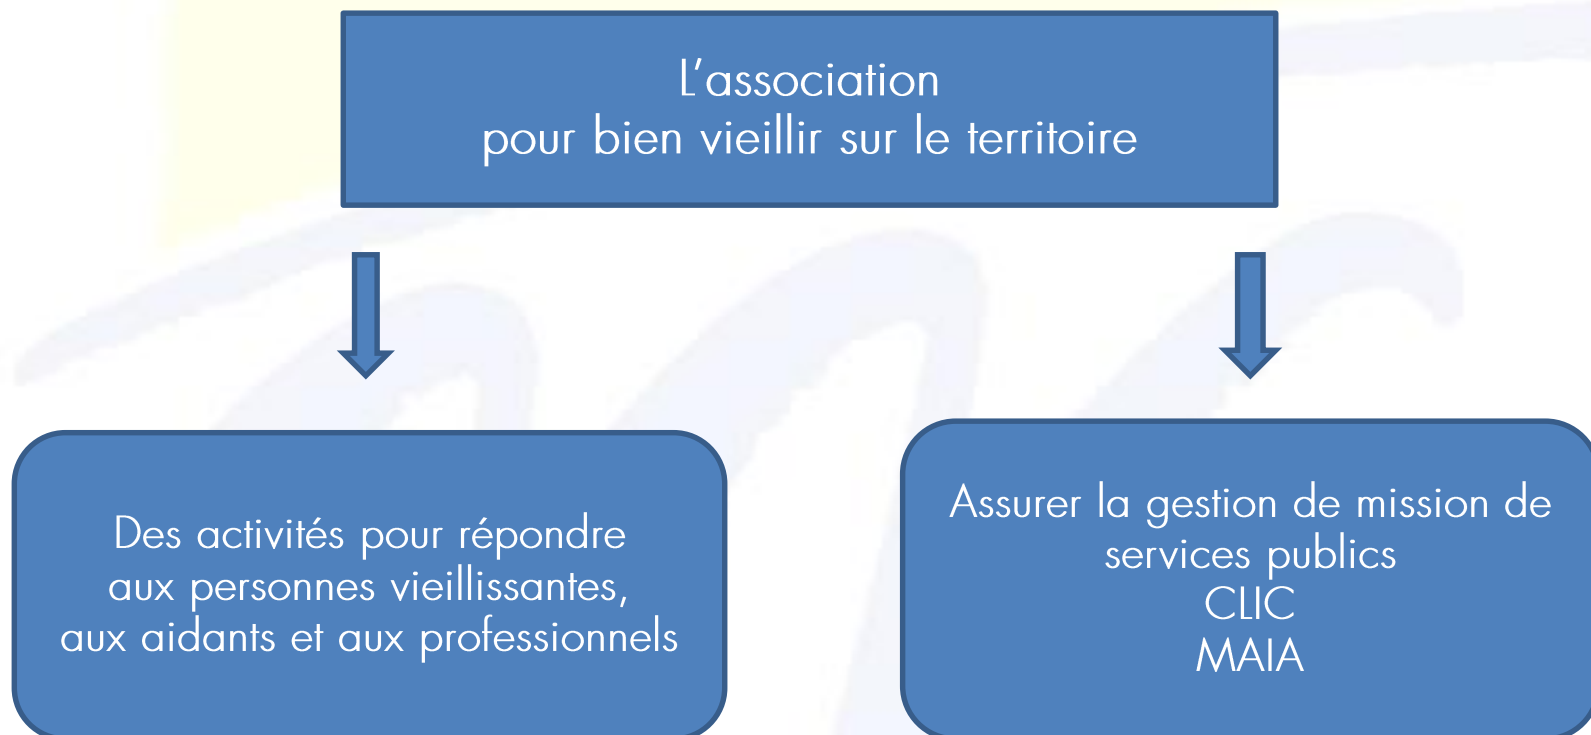 L’association
pour bien vieillir sur le territoire
Des activités pour répondre
aux personnes vieillissantes,
aux aidants et aux professionnels
Assurer la gestion de mission de
services publics
CLIC
MAIA